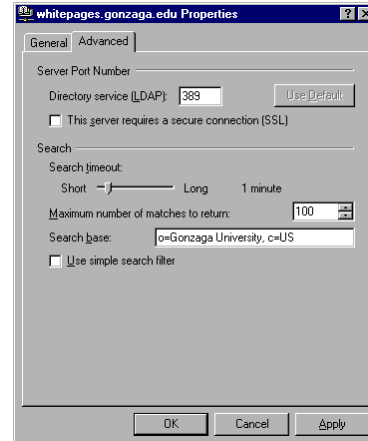 whitepages.gonzaga.edu Properties
General Advanced
Server Port Number
Directory service (LDAP): 389 Use Default
This server requires a secure connection (SSL)
Search
Search timeout:
Short Long 1 minute
Maximum number of matches to return: 100
Search base: o=Gonzaga University, c=US
Use simple search filter
OK Cancel Apply